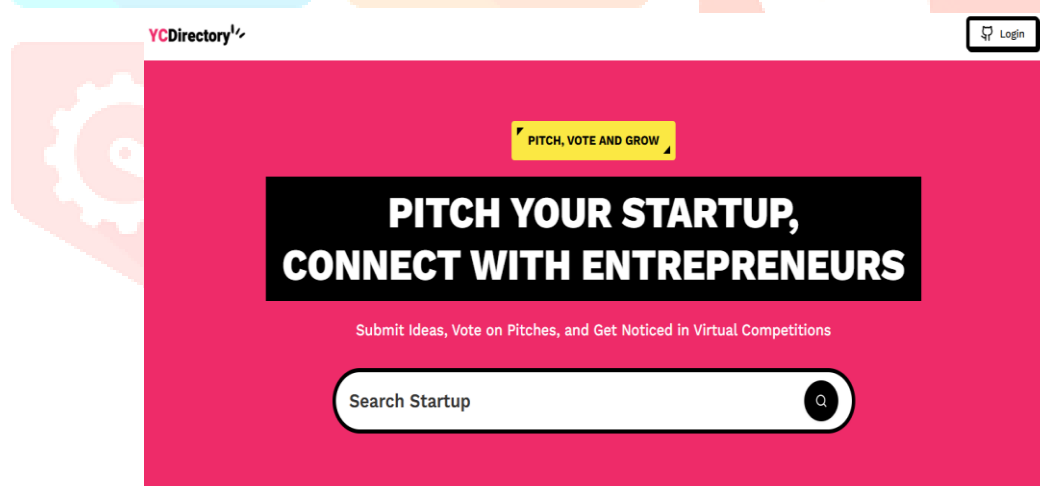 YCDirectory
Login
PITCH, VOTE AND GROW
PITCH YOUR STARTUP,
CONNECT WITH ENTREPRENEURS
Submit Ideas, Vote on Pitches, and Get Noticed in Virtual Competitions
Search Startup